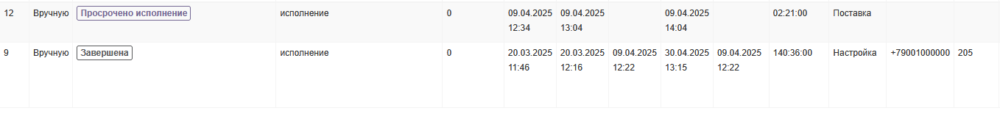 12 Вручную Просрочено исполнение исполнение 0 09.04.2025 09.04.2025 09.04.2025 02:21:00 Поставка
12:34 13:04 14:04
9 Вручную Завершена исполнение 0 20.03.2025 20.03.2025 09.04.2025 30.04.2025 09.04.2025 140:36:00 Настройка +79001000000 205
11:46 12:16 12:22 13:15 12:22